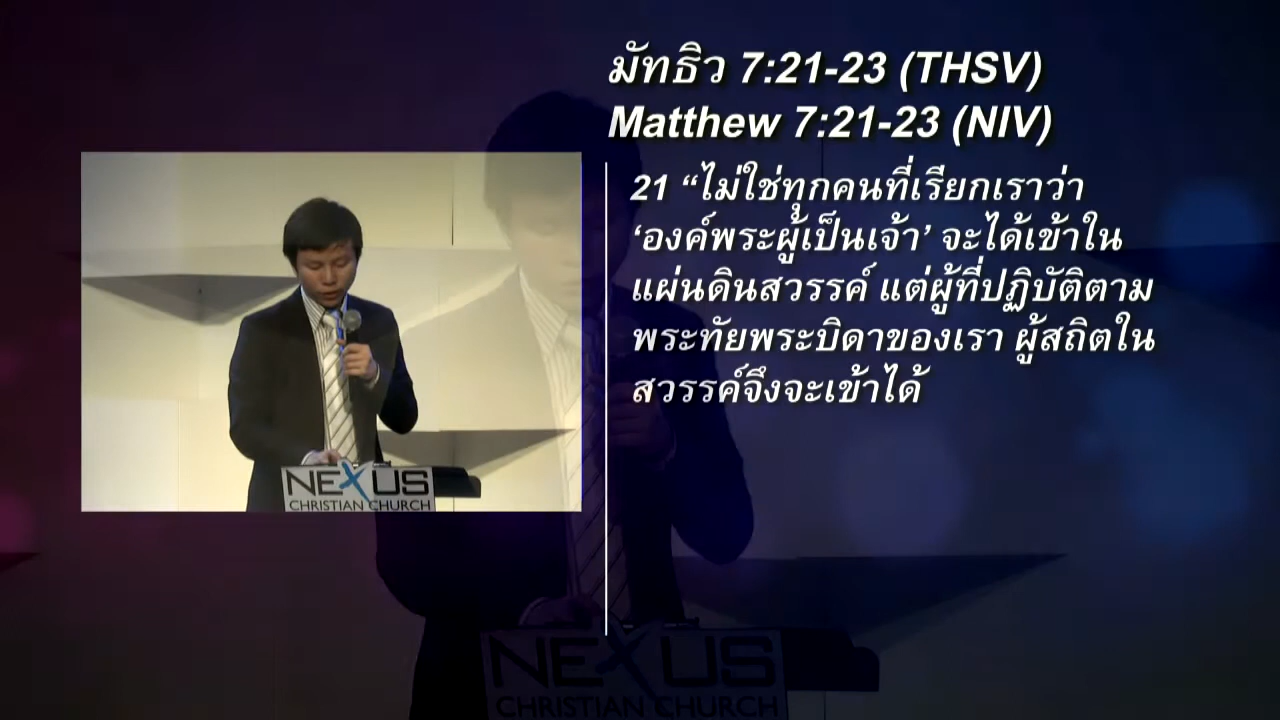 มัทธิว 7:21-23 (THSV)
Matthew 7:21-23 (NIV)
21 “ไม่ใช่ทุกคนที่เรียกเราว่า
‘องค์พระผู้เป็นเจ้า’ จะได้เข้าใน
แผ่นดินสวรรค์ แต่ผู้ที่ปฏิบัติตาม
พระทัยพระบิดาของเรา ผู้สถิตใน
สวรรค์จึงจะเข้าได้
NEXUS
CHRISTIAN CHURCH
NEXUS
CHRISTIAN CHURCH